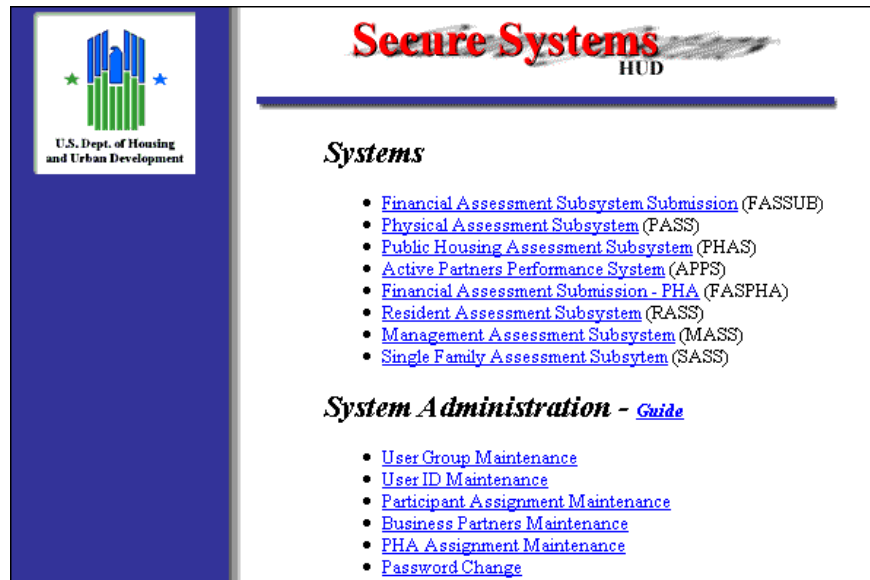 U.S. Dept. of Housing
and Urban Development
Secure Systems
HUD
Systems
• Financial Assessment Subsystem Submission (FASSUB)
• Physical Assessment Subsystem (PASS)
• Public Housing Assessment Subsystem (PHAS)
• Active Partners Performance System (APPS)
• Financial Assessment Submission - PHA (FASPHA)
• Resident Assessment Subsystem (RASS)
• Management Assessment Subsystem (MASS)
• Single Family Assessment Subsytem (SASS)
System Administration - Guide
• User Group Maintenance
• User ID Maintenance
• Participant Assignment Maintenance
• Business Partners Maintenance
• PHA Assignment Maintenance
• Password Change